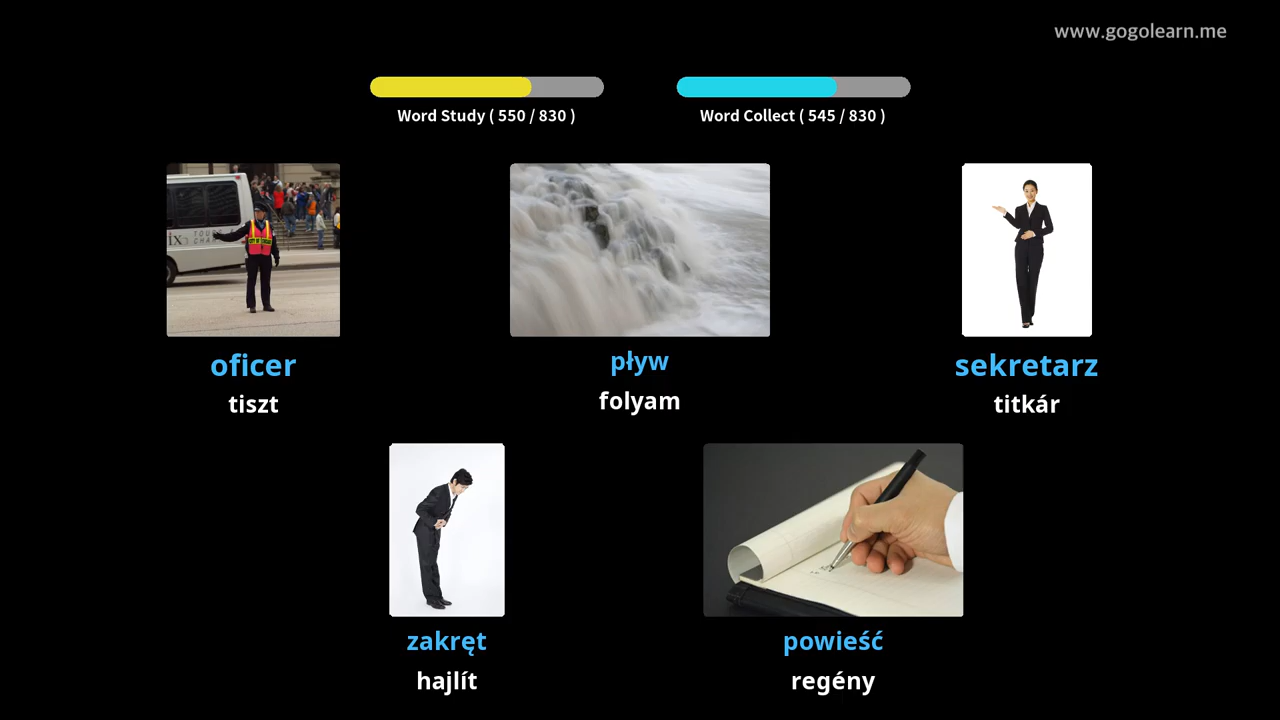 www.gogolearn.me
Word Study ( 550 / 830 )
Word Collect ( 545 / 830 )
oficer
tiszt
pływ
folyam
sekretarz
titkár
zakręt
hajlít
powieść
regény